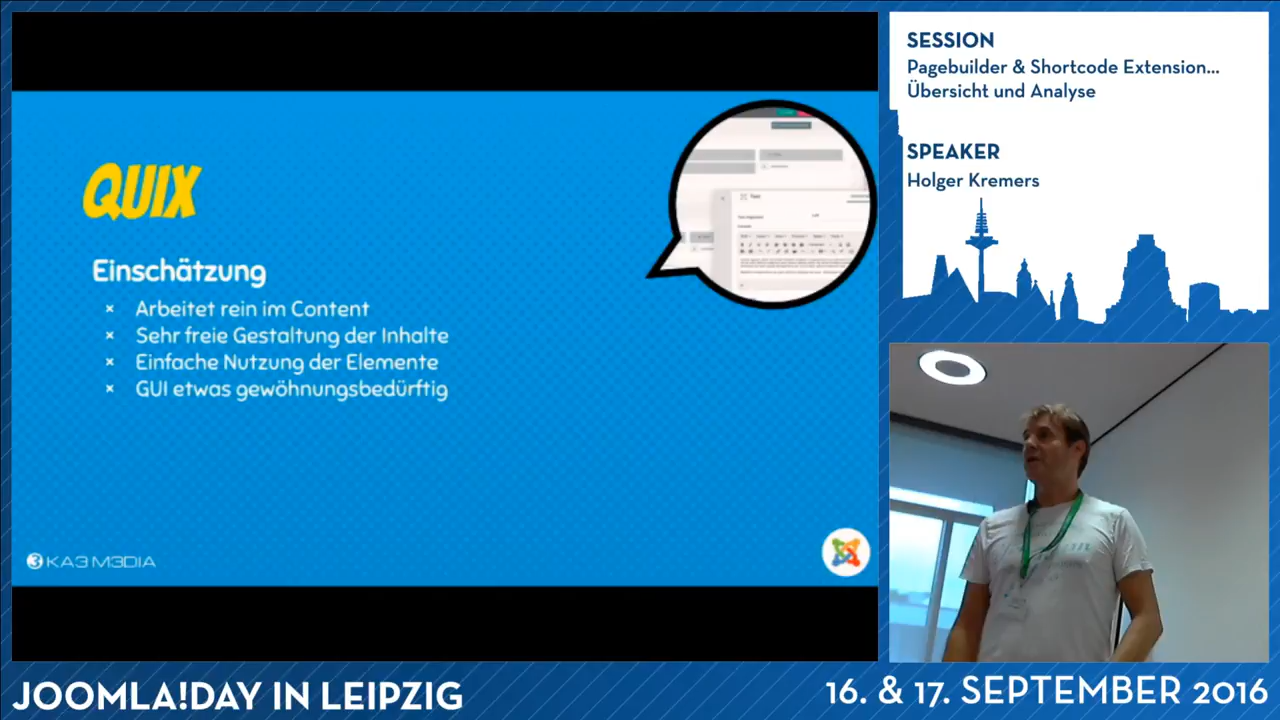 QUIX
Einschätzung
× Arbeitet rein im Content
× Sehr freie Gestaltung der Inhalte
× Einfache Nutzung der Elemente
× GUI etwas gewöhnungsbedürftig
3 KA3 M3DIA
SESSION
Pagebuilder & Shortcode Extension...
Übersicht und Analyse
SPEAKER
Holger Kremers
JOOMLA!DAY IN LEIPZIG
16. & 17. SEPTEMBER 2016